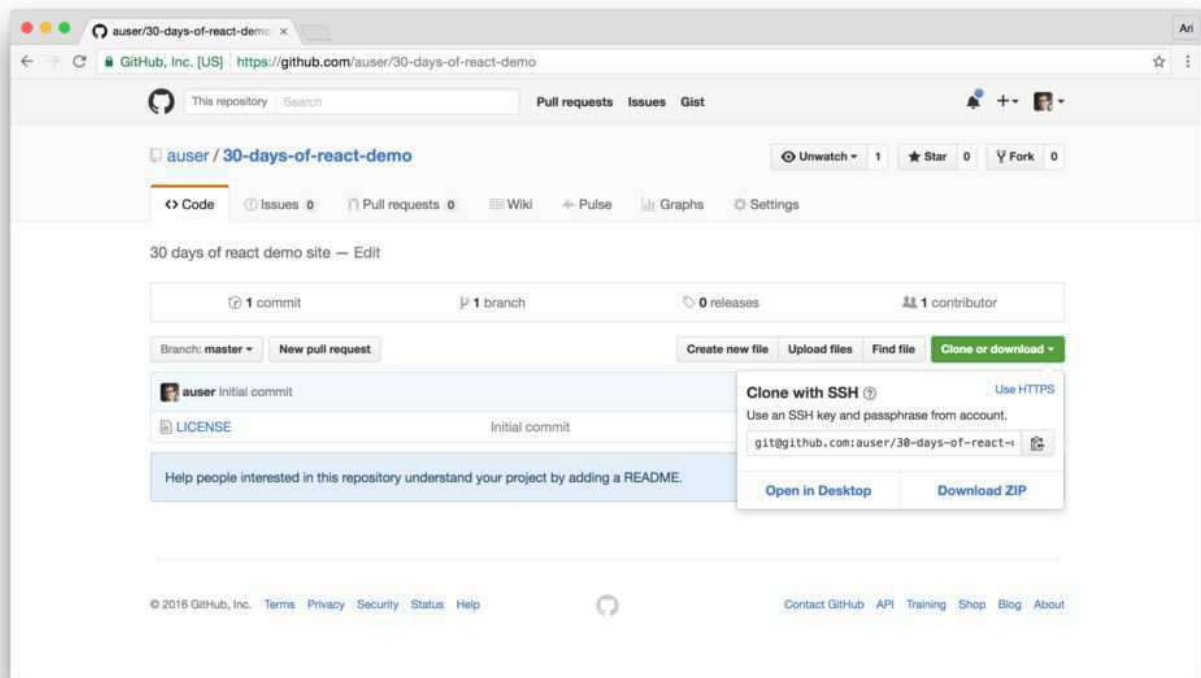 auser/30-days-of-react-demo ×
Ari
GitHub, Inc. [US] https://github.com/auser/30-days-of-react-demo
This repository Search Pull requests Issues Gist
auser / 30-days-of-react-demo
Unwatch 1 Star 0 Fork 0
<> Code Issues 0 Pull requests 0 Wiki Pulse Graphs Settings
30 days of react demo site — Edit
1 commit 1 branch 0 releases 1 contributor
Branch: master New pull request Create new file Upload files Find file Clone or download
auser Initial commit
LICENSE Initial commit
Help people interested in this repository understand your project by adding a README.
Clone with SSH Use HTTPS
Use an SSH key and passphrase from account.
git@github.com:auser/30-days-of-react-
Open in Desktop Download ZIP
© 2016 GitHub, Inc. Terms Privacy Security Status Help Contact GitHub API Training Shop Blog About